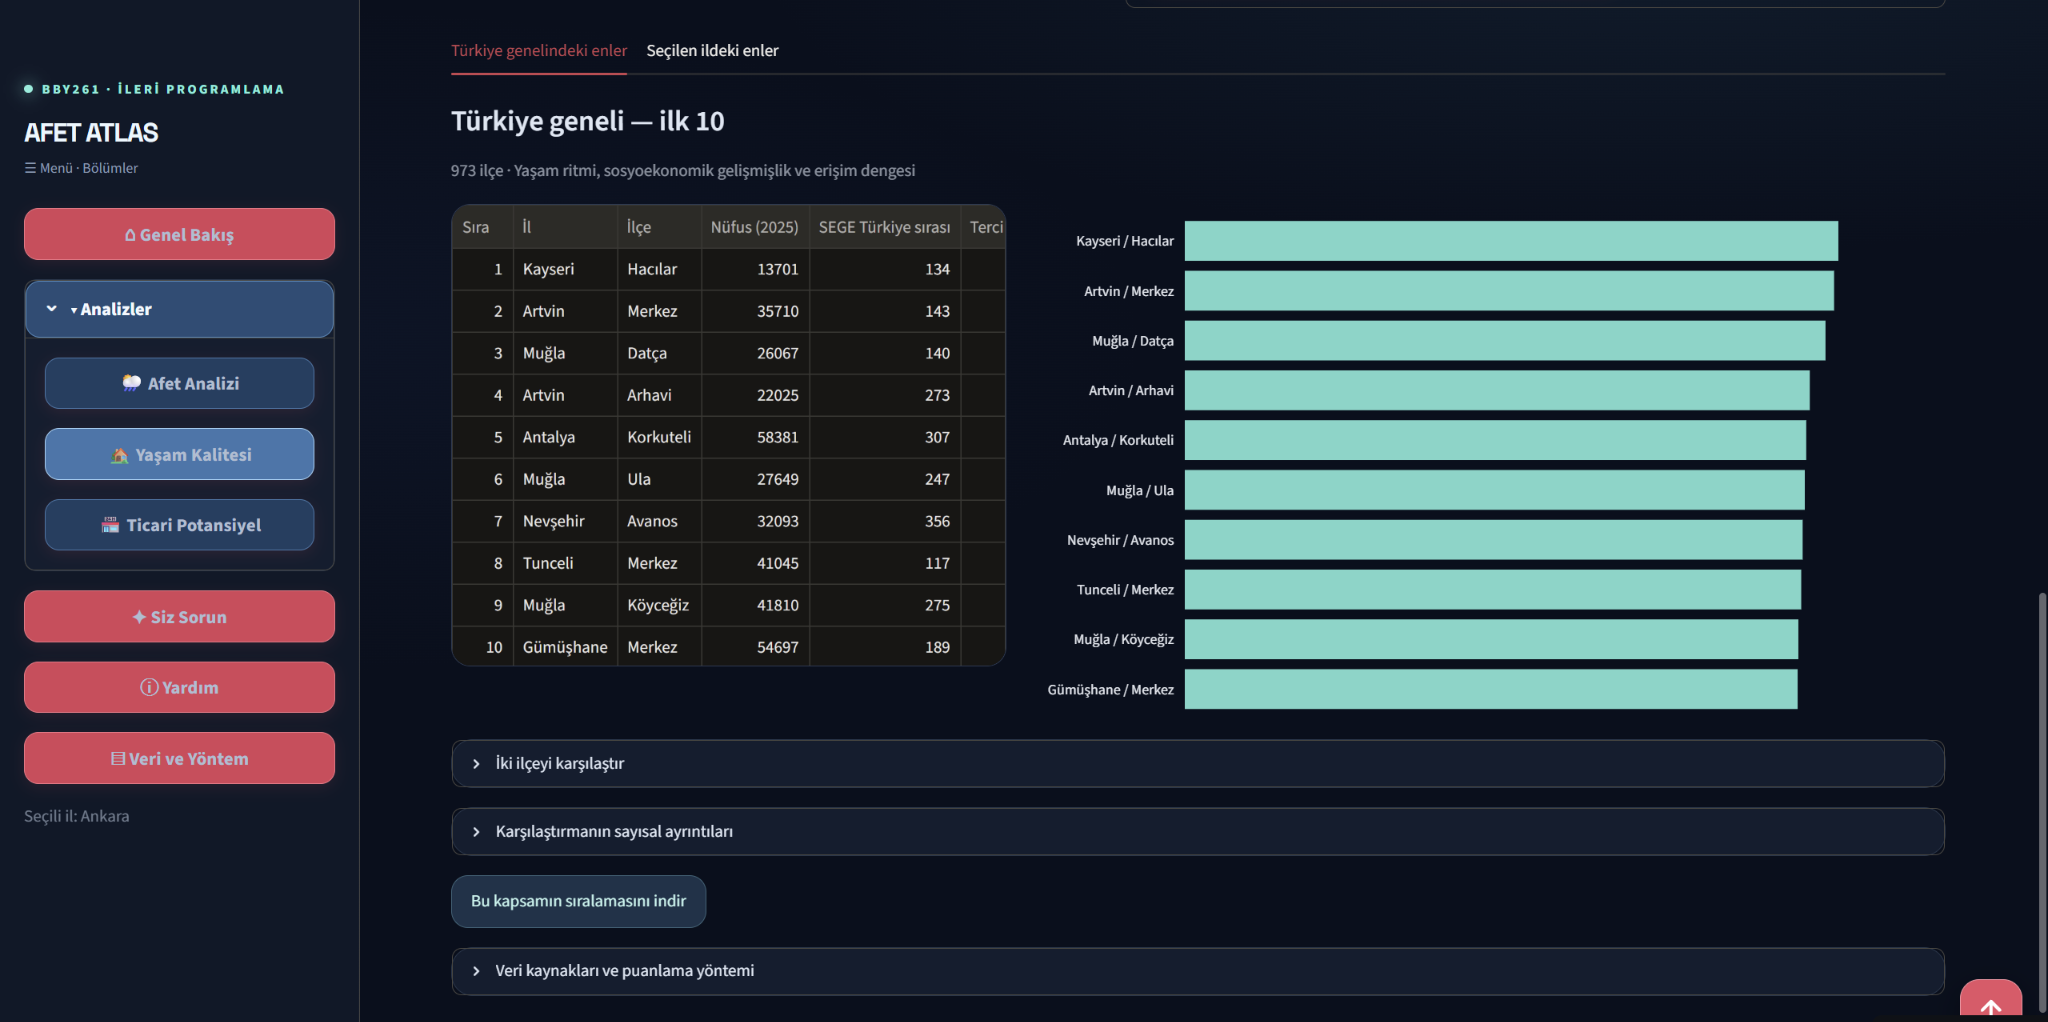 BBY261 · İLERİ PROGRAMLAMA
AFET ATLAS
☰ Menü · Bölümler
⌂ Genel Bakış
▾ Analizler
Afet Analizi
Yaşam Kalitesi
Ticari Potansiyel
✦ Siz Sorun
ⓘ Yardım
▤ Veri ve Yöntem
Seçili il: Ankara
Türkiye genelindeki enler Seçilen ildeki enler
Türkiye geneli — ilk 10
973 ilçe · Yaşam ritmi, sosyoekonomik gelişmişlik ve erişim dengesi
Sıra İl İlçe Nüfus (2025) SEGE Türkiye sırası Terci
1 Kayseri Hacılar 13701 134
2 Artvin Merkez 35710 143
3 Muğla Datça 26067 140
4 Artvin Arhavi 22025 273
5 Antalya Korkuteli 58381 307
6 Muğla Ula 27649 247
7 Nevşehir Avanos 32093 356
8 Tunceli Merkez 41045 117
9 Muğla Köyceğiz 41810 275
10 Gümüşhane Merkez 54697 189
Kayseri / Hacılar
Artvin / Merkez
Muğla / Datça
Artvin / Arhavi
Antalya / Korkuteli
Muğla / Ula
Nevşehir / Avanos
Tunceli / Merkez
Muğla / Köyceğiz
Gümüşhane / Merkez
İki ilçeyi karşılaştır
Karşılaştırmanın sayısal ayrıntıları
Bu kapsamın sıralamasını indir
Veri kaynakları ve puanlama yöntemi